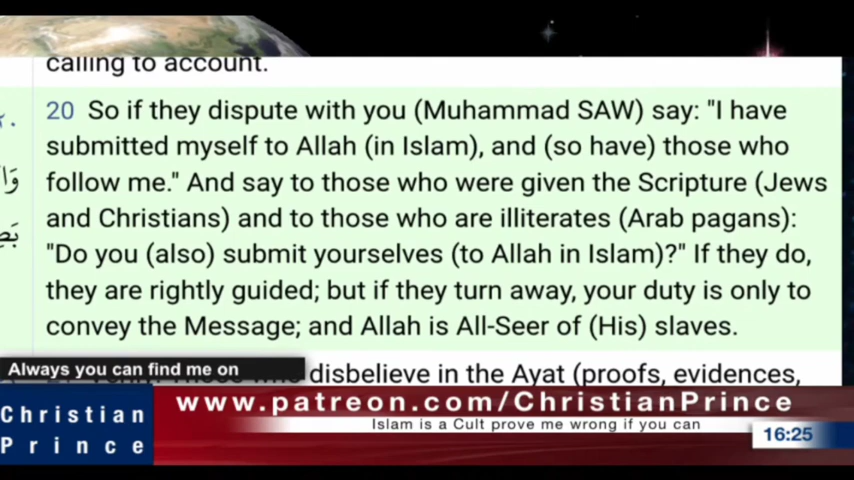 calling to account.
20 So if they dispute with you (Muhammad SAW) say: "I have
submitted myself to Allah (in Islam), and (so have) those who
follow me." And say to those who were given the Scripture (Jews
and Christians) and to those who are illiterates (Arab pagans):
"Do you (also) submit yourselves (to Allah in Islam)?" If they do,
they are rightly guided; but if they turn away, your duty is only to
convey the Message; and Allah is All-Seer of (His) slaves.
disbelieve in the Ayat (proofs, evidences,
Always you can find me on
Christian
Prince
www.patreon.com/ChristianPrince
Islam is a Cult prove me wrong if you can
16:25